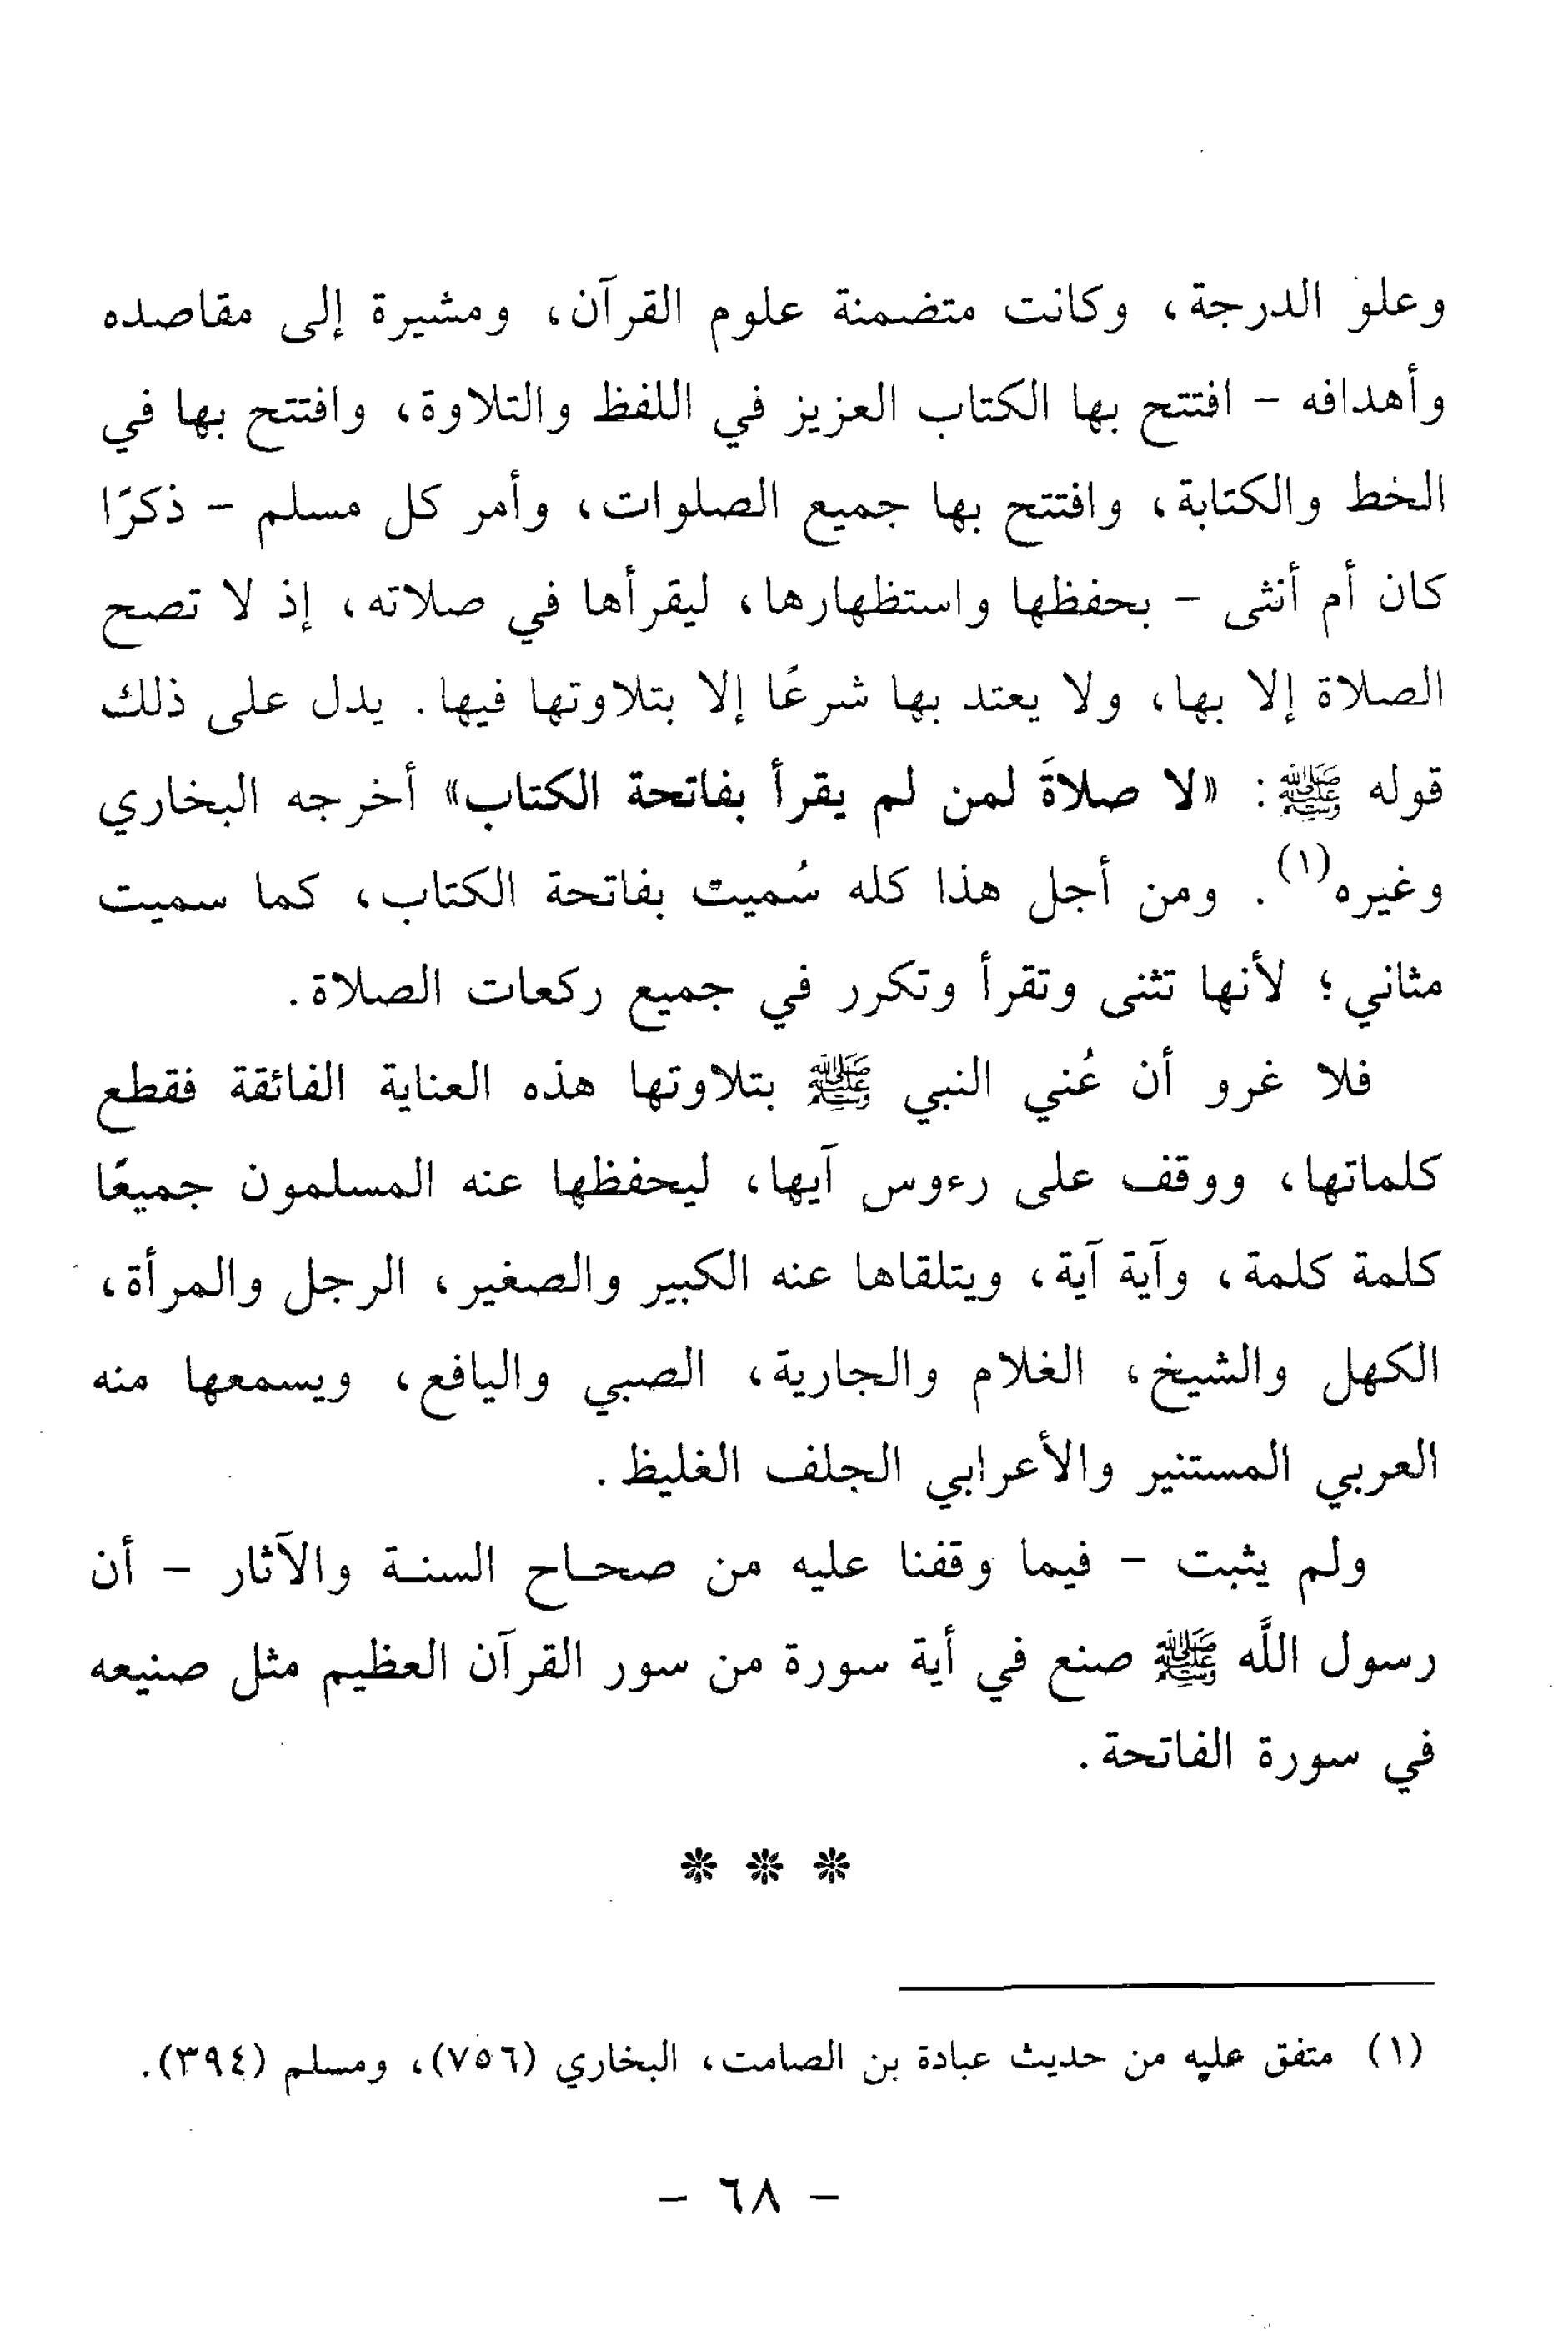 وعلو الدرجة، وكانت متضمنة علوم القرآن، ومشيرة إلى مقاصده
وأهدافه - افتتح بها الكتاب العزيز في اللفظ والتلاوة، وافتتح بها في
الخط والكتابة، وافتتح بها جميع الصلوات، وأمر كل مسلم - ذكرًا
كان أم أنثى - بحفظها واستظهارها، ليقرأها في صلاته، إذ لا تصح
الصلاة إلا بها، ولا يعتد بها شرعًا إلا بتلاوتها فيها. يدل على ذلك
قوله ﷺ: «لا صلاةَ لمن لم يقرأ بفاتحة الكتاب» أخرجه البخاري
وغيره(١). ومن أجل هذا كله سُميت بفاتحة الكتاب، كما سميت
مثاني؛ لأنها تثنى وتقرأ وتكرر في جميع ركعات الصلاة.
فلا غرو أن عُني النبي ﷺ بتلاوتها هذه العناية الفائقة فقطع
كلماتها، ووقف على رءوس آيها، ليحفظها عنه المسلمون جميعًا
كلمة كلمة، وآية آية، ويتلقاها عنه الكبير والصغير، الرجل والمرأة،
الكهل والشيخ، الغلام والجارية، الصبي واليافع، ويسمعها منه
العربي المستنير والأعرابي الجلف الغليظ.
ولم يثبت - فيما وقفنا عليه من صحاح السنة والآثار - أن
رسول اللَّه ﷺ صنع في أية سورة من سور القرآن العظيم مثل صنيعه
في سورة الفاتحة.
* * *
(١) متفق عليه من حديث عبادة بن الصامت، البخاري (٧٥٦)، ومسلم (٣٩٤).
- ٦٨ -